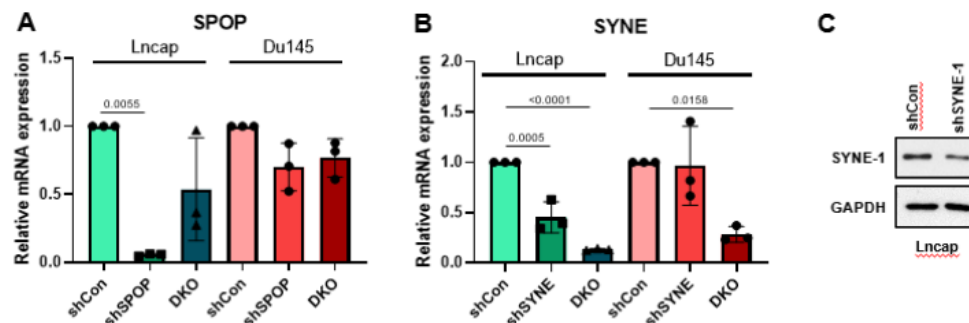 A
SPOP
Lncap
Du145
Relative mRNA expression
1.5
1.0
0.5
0.0
0.0055
shCon
shSPOP
DKO
shCon
shSPOP
DKO
B
SYNE
Lncap
Du145
Relative mRNA expression
2.0
1.5
1.0
0.5
0.0
<0.0001
0.0158
0.0005
shCon
shSYNE
DKO
shCon
shSYNE
DKO
C
shCon
shSYNE-1
SYNE-1
GAPDH
Lncap